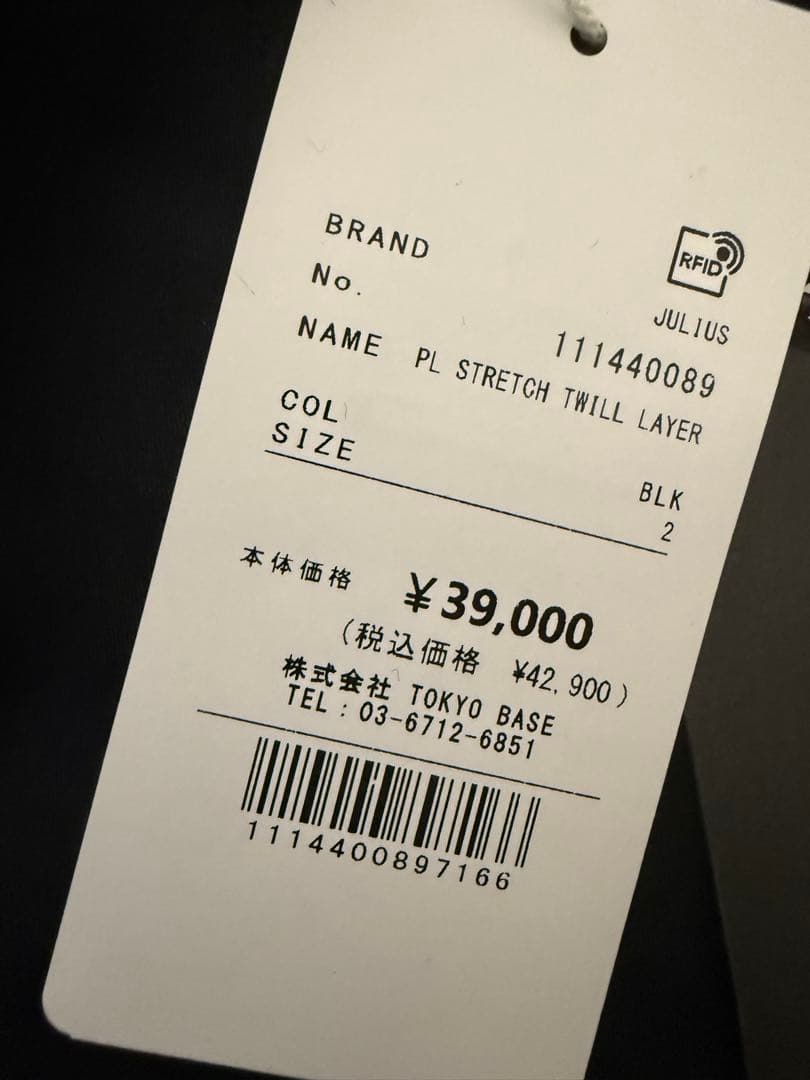 RFID
BRAND JULIUS
No. 111440089
NAME PL STRETCH TWILL LAYER
COL BLK
SIZE 2
本体価格 ¥39,000
(税込価格 ¥42,900)
株式会社 TOKYO BASE
TEL:03-6712-6851
1114400897166